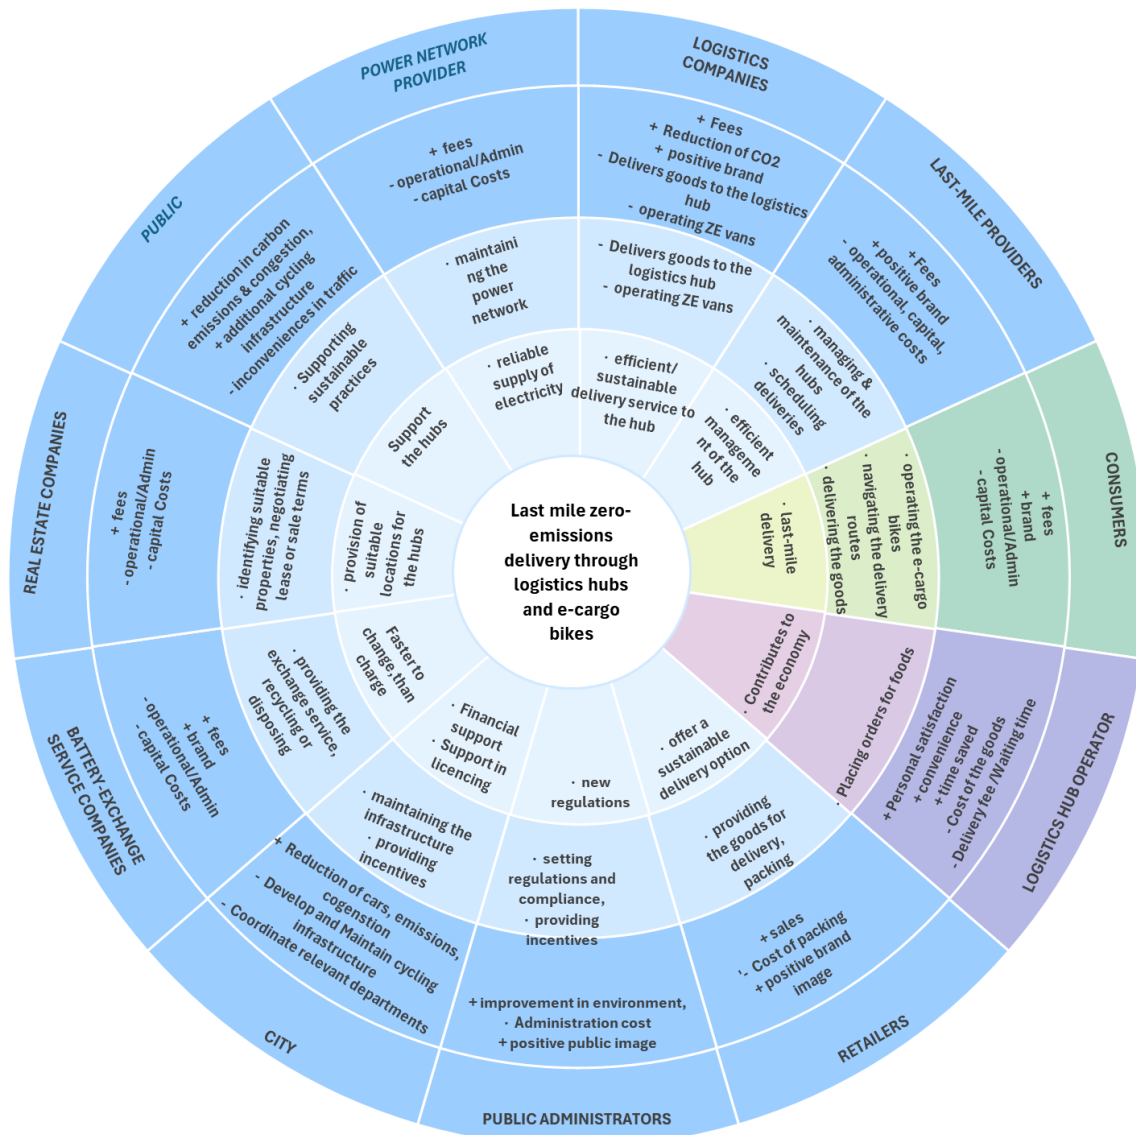 Last mile zero-
emissions
delivery through
logistics hubs
and e-cargo
bikes
LOGISTICS
COMPANIES
+ Fees
+ Reduction of CO2
+ positive brand
- Delivers goods to the logistics
hub
- operating ZE vans
- Delivers goods to the
logistics hub
- operating ZE vans
· efficient/
sustainable
delivery service to
the hub
LAST-MILE PROVIDERS
+ Fees
+ positive brand
- operational, capital,
administrative costs
· managing &
maintenance of the
hubs
· scheduling
deliveries
· efficient
manageme
nt of the
hub
CONSUMERS
+ fees
+ brand
- operational/Admin
- capital Costs
· operating the e-cargo
bikes
· navigating the delivery
routes
· delivering the goods
· last-mile
delivery
LOGISTICS HUB OPERATOR
+ Personal satisfaction
+ convenience
+ time saved
- Cost of the goods
- Delivery fee /Waiting time
· Placing orders for foods
· Contributes to
the economy
RETAILERS
+ sales
'- Cost of packing
+ positive brand
image
· providing
the goods for
delivery,
packing
· offer a
sustainable
delivery option
PUBLIC ADMINISTRATORS
+ improvement in environment,
· Administration cost
+ positive public image
· setting
regulations and
compliance,
· providing
incentives
· new
regulations
CITY
+ Reduction of cars, emissions,
cogenstion
- Develop and Maintain cycling
infrastructure
- Coordinate relevant departments
· maintaining the
infrastructure
· providing
incentives
· Financial
support
· Support in
licencing
BATTERY-EXCHANGE
SERVICE COMPANIES
+ fees
+ brand
- operational/Admin
- capital Costs
· providing the
exchange service,
recycling or
disposing
Faster to
change, than
charge
REAL ESTATE COMPANIES
+ fees
- operational/Admin
- capital Costs
· identifying suitable
properties, negotiating
lease or sale terms
· provision of
suitable
locations for
the hubs
PUBLIC
+ reduction in carbon
emissions & congestion,
+ additional cycling
infrastructure
- inconveniences in traffic
· Supporting
sustainable
practices
Support
the hubs
POWER NETWORK
PROVIDER
+ fees
- operational/Admin
- capital Costs
· maintaini
ng the
power
network
· reliable
supply of
electricity